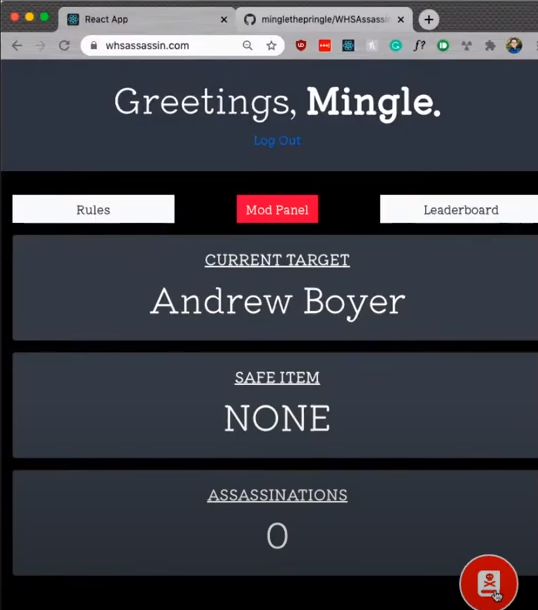 React App
minglethepringle/WHSAssassin
whsassassin.com
f?
Greetings, Mingle.
Log Out
Rules Mod Panel Leaderboard
CURRENT TARGET
Andrew Boyer
SAFE ITEM
NONE
ASSASSINATIONS
0